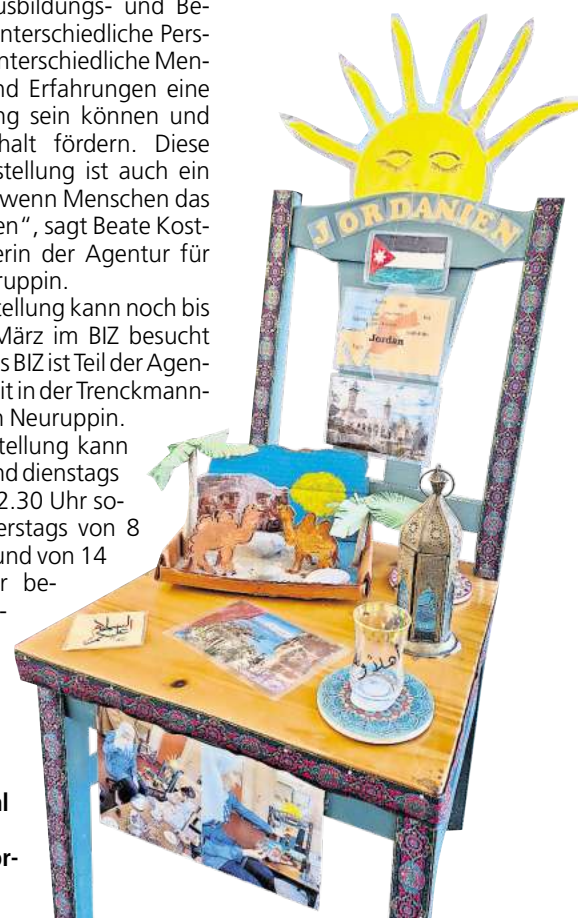 usbildungs- und Be-
nterschiedliche Pers-
nterschiedliche Men-
nd Erfahrungen eine
ng sein können und
halt fördern. Diese
stellung ist auch ein
wenn Menschen das
en“, sagt Beate Kost-
erin der Agentur für
ruppin.
tellung kann noch bis
März im BIZ besucht
s BIZ ist Teil der Agen-
it in der Trenckmann-
n Neuruppin.
tellung kann
nd dienstags
2.30 Uhr so-
erstags von 8
und von 14
r be-
-
al
or-
JORDANIEN
Jordan
السلام